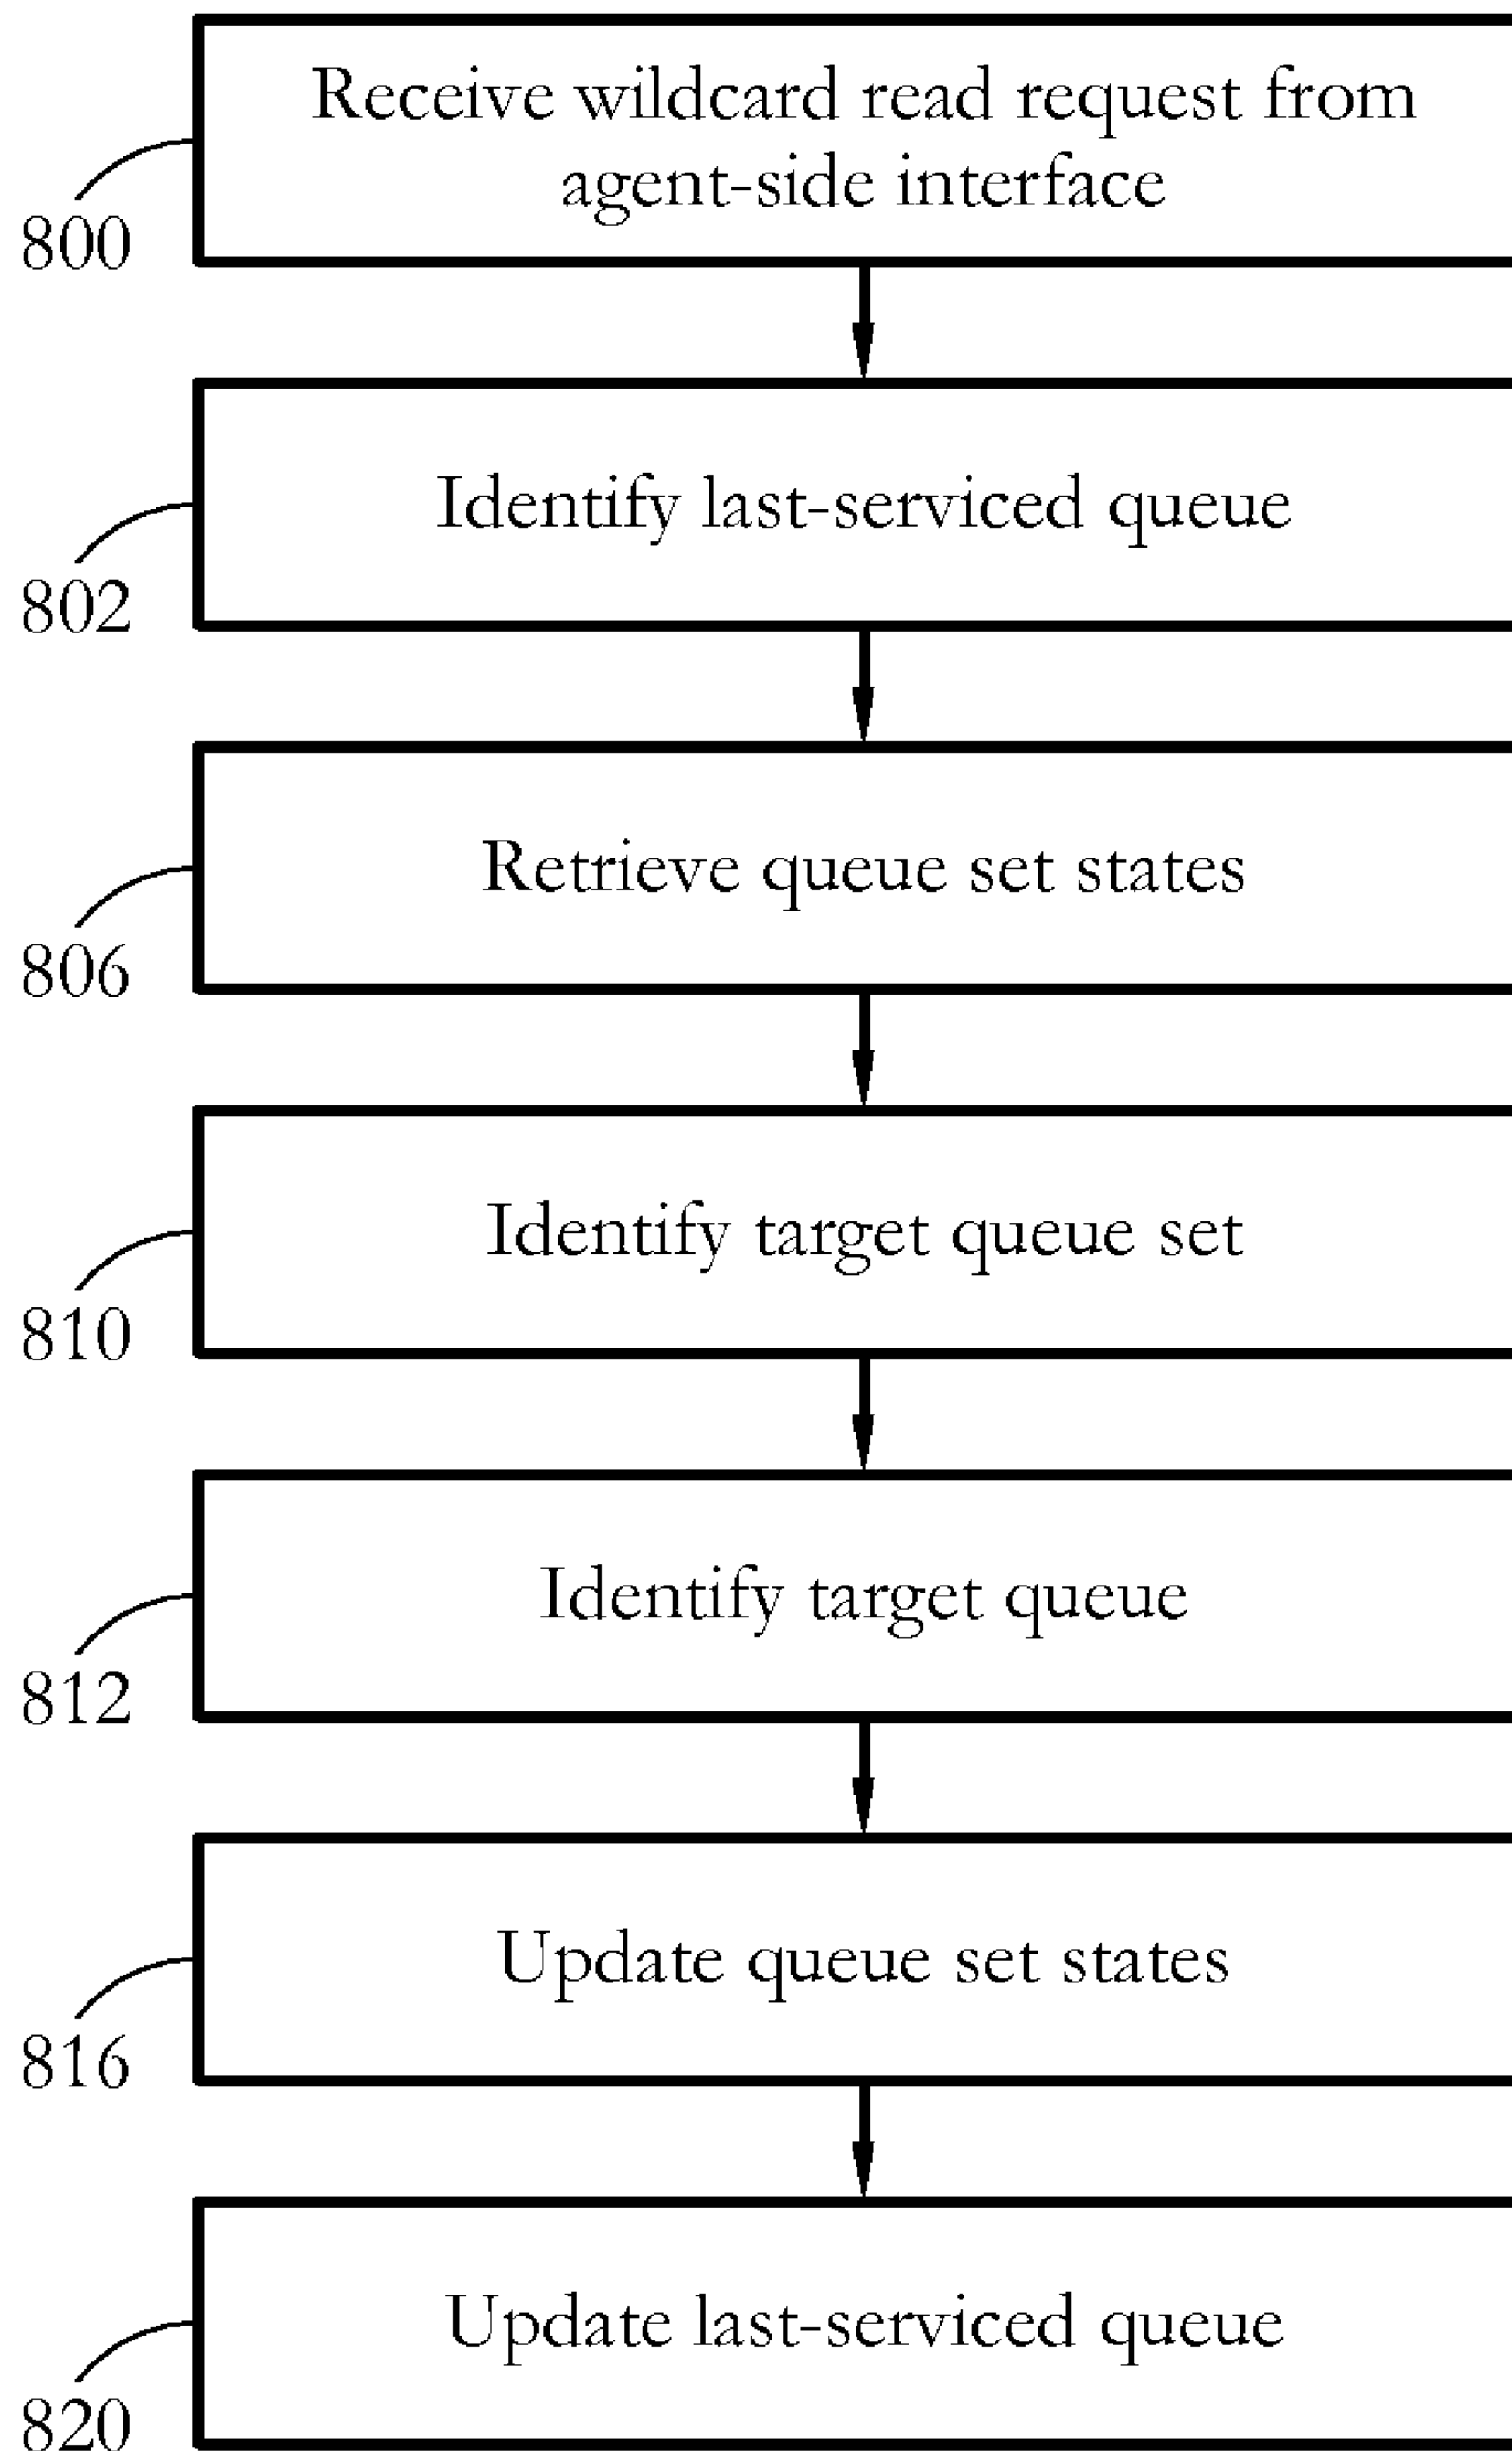 Receive wildcard read request from
agent-side interface
800
Identify last-serviced queue
802
Retrieve queue set states
806
Identify target queue set
810
Identify target queue
812
Update queue set states
816
Update last-serviced queue
820